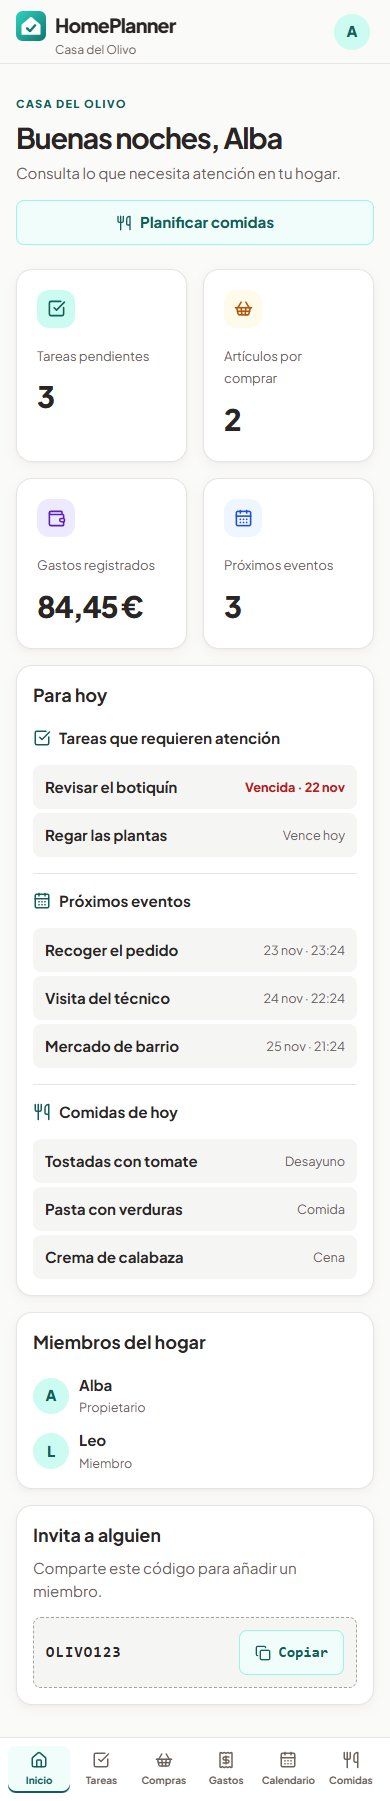 HomePlanner
Casa del Olivo
A
CASA DEL OLIVO
Buenas noches, Alba
Consulta lo que necesita atención en tu hogar.
Planificar comidas
Tareas pendientes
3
Artículos por
comprar
2
Gastos registrados
84,45 €
Próximos eventos
3
Para hoy
Tareas que requieren atención
Revisar el botiquín Vencida · 22 nov
Regar las plantas Vence hoy
Próximos eventos
Recoger el pedido 23 nov · 23:24
Visita del técnico 24 nov · 22:24
Mercado de barrio 25 nov · 21:24
Comidas de hoy
Tostadas con tomate Desayuno
Pasta con verduras Comida
Crema de calabaza Cena
Miembros del hogar
A
Alba
Propietario
L
Leo
Miembro
Invita a alguien
Comparte este código para añadir un
miembro.
OLIVO123 Copiar
Inicio Tareas Compras Gastos Calendario Comidas